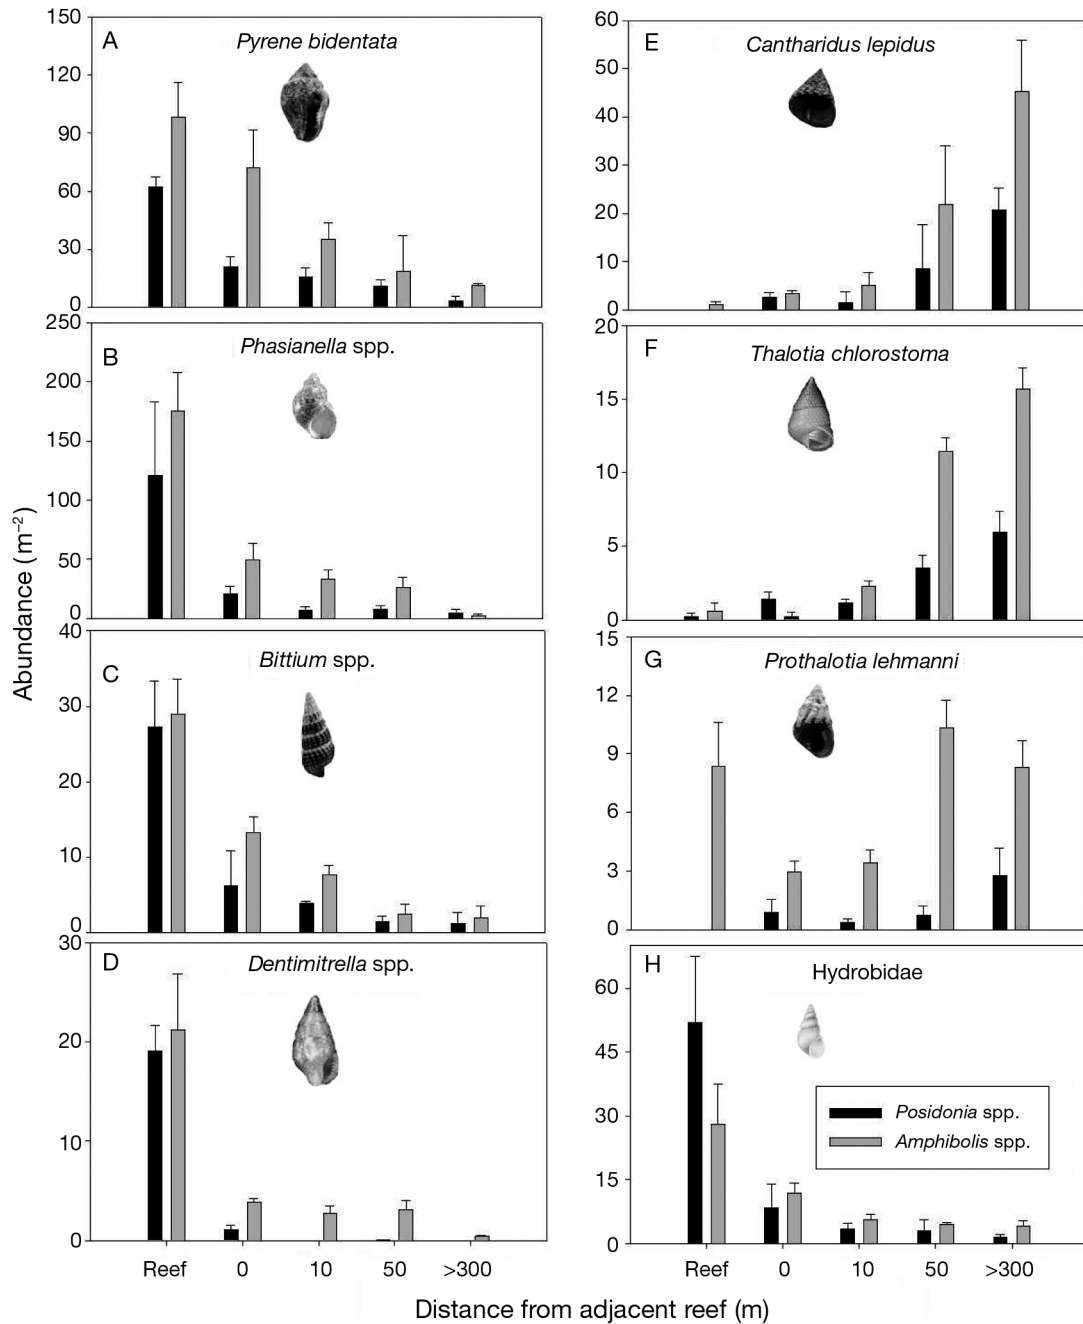 A
Pyrene bidentata
150
120
90
60
30
0
B
Phasianella spp.
250
200
150
100
50
0
C
Bittium spp.
40
30
20
10
0
D
Dentimitrella spp.
30
20
10
0
Reef 0 10 50 >300
E
Cantharidus lepidus
60
50
40
30
20
10
0
F
Thalotia chlorostoma
20
15
10
5
0
G
Prothalotia lehmanni
15
12
9
6
3
0
H
Hydrobidae
60
45
30
15
0
Posidonia spp.
Amphibolis spp.
Reef 0 10 50 >300
Abundance (m⁻²)
Distance from adjacent reef (m)